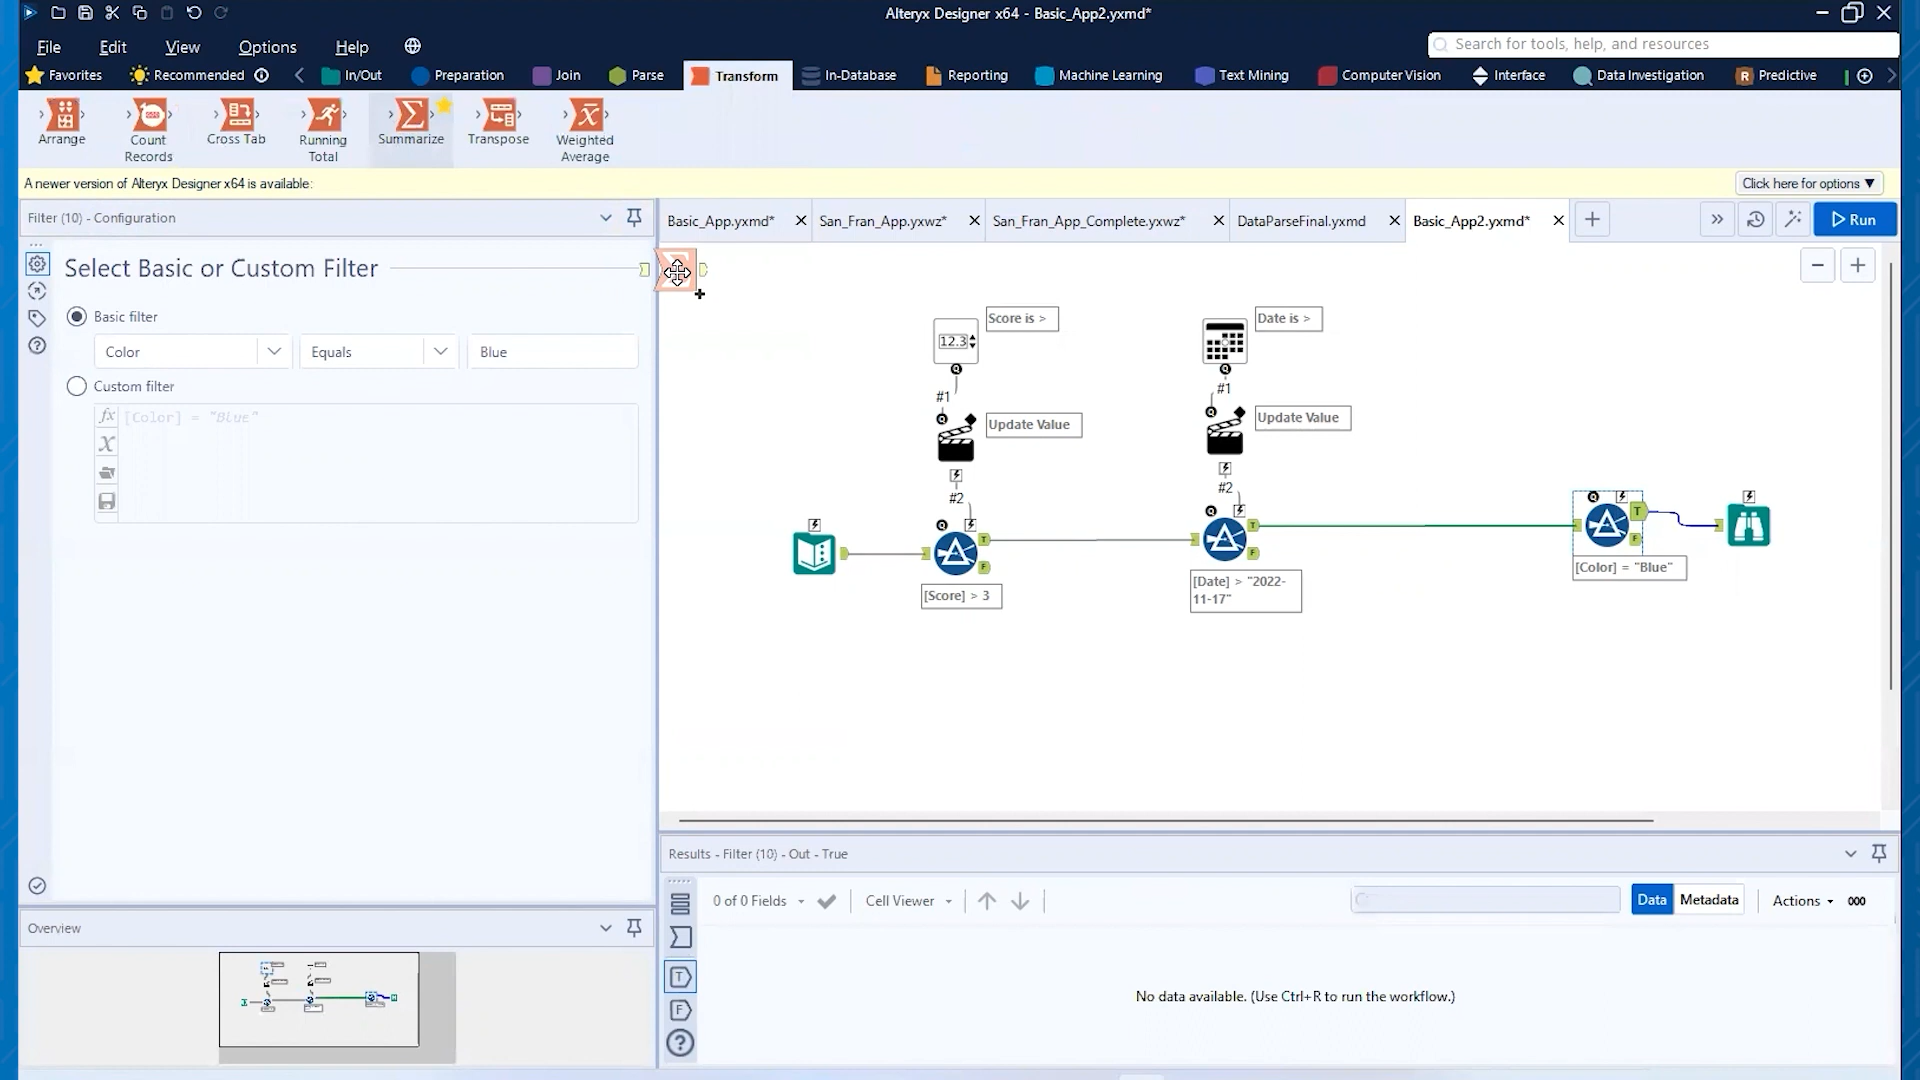 Alteryx Designer x64 - Basic_App2.yxmd*
File Edit View Options Help
Search for tools, help, and resources
Favorites Recommended In/Out Preparation Join Parse Transform In-Database Reporting Machine Learning Text Mining Computer Vision Interface Data Investigation Predictive
Arrange
Count
Records
Cross Tab
Running
Total
Summarize
Transpose
Weighted
Average
A newer version of Alteryx Designer x64 is available:
Click here for options ▼
Filter (10) - Configuration
Basic_App.yxmd* San_Fran_App.yxwz* San_Fran_App_Complete.yxwz* DataParseFinal.yxmd Basic_App2.yxmd*
Run
Select Basic or Custom Filter
Basic filter
Color Equals Blue
Custom filter
[Color] = "Blue"
Score is >
12.3
#1
Update Value
#2
T
F
[Score] > 3
Date is >
#1
Update Value
#2
T
F
[Date] > "2022-
11-17"
T
F
[Color] = "Blue"
Overview
Results - Filter (10) - Out - True
0 of 0 Fields Cell Viewer Data Metadata Actions 000
T
F
No data available. (Use Ctrl+R to run the workflow.)